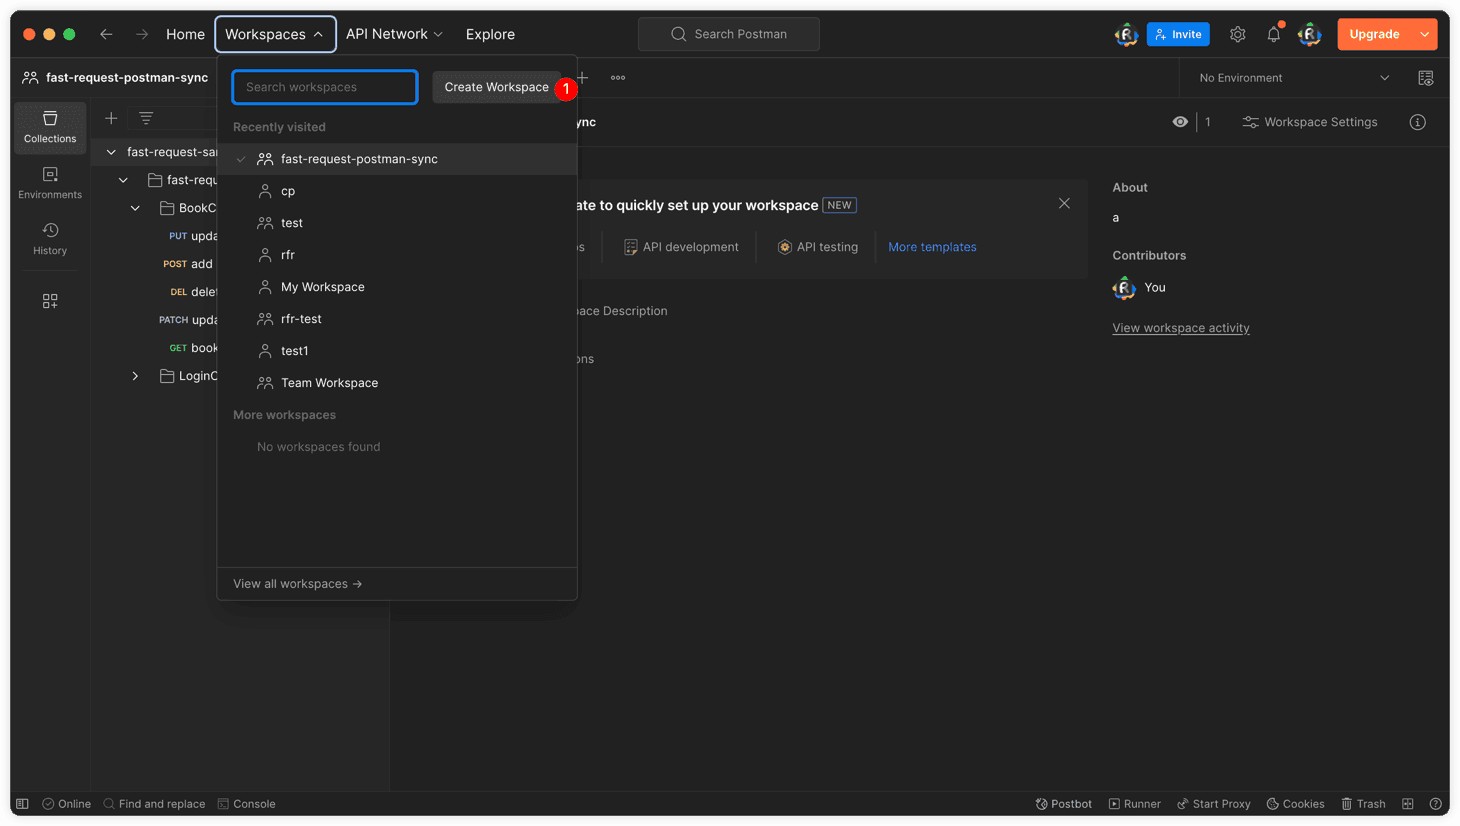 Home
Workspaces
API Network
Explore
Search Postman
Invite
Upgrade
fast-request-postman-sync
Search workspaces
Create Workspace
1
No Environment
Collections
Environments
History
Recently visited
fast-request-postman-sync
cp
test
rfr
My Workspace
rfr-test
test1
Team Workspace
More workspaces
No workspaces found
View all workspaces →
fast-request-sa
fast-requ
BookC
PUT upda
POST add
DEL delet
PATCH upda
GET book
LoginC
ync
1
Workspace Settings
ate to quickly set up your workspace NEW
os
API development
API testing
More templates
pace Description
ons
About
a
Contributors
You
View workspace activity
Online
Find and replace
Console
Postbot
Runner
Start Proxy
Cookies
Trash